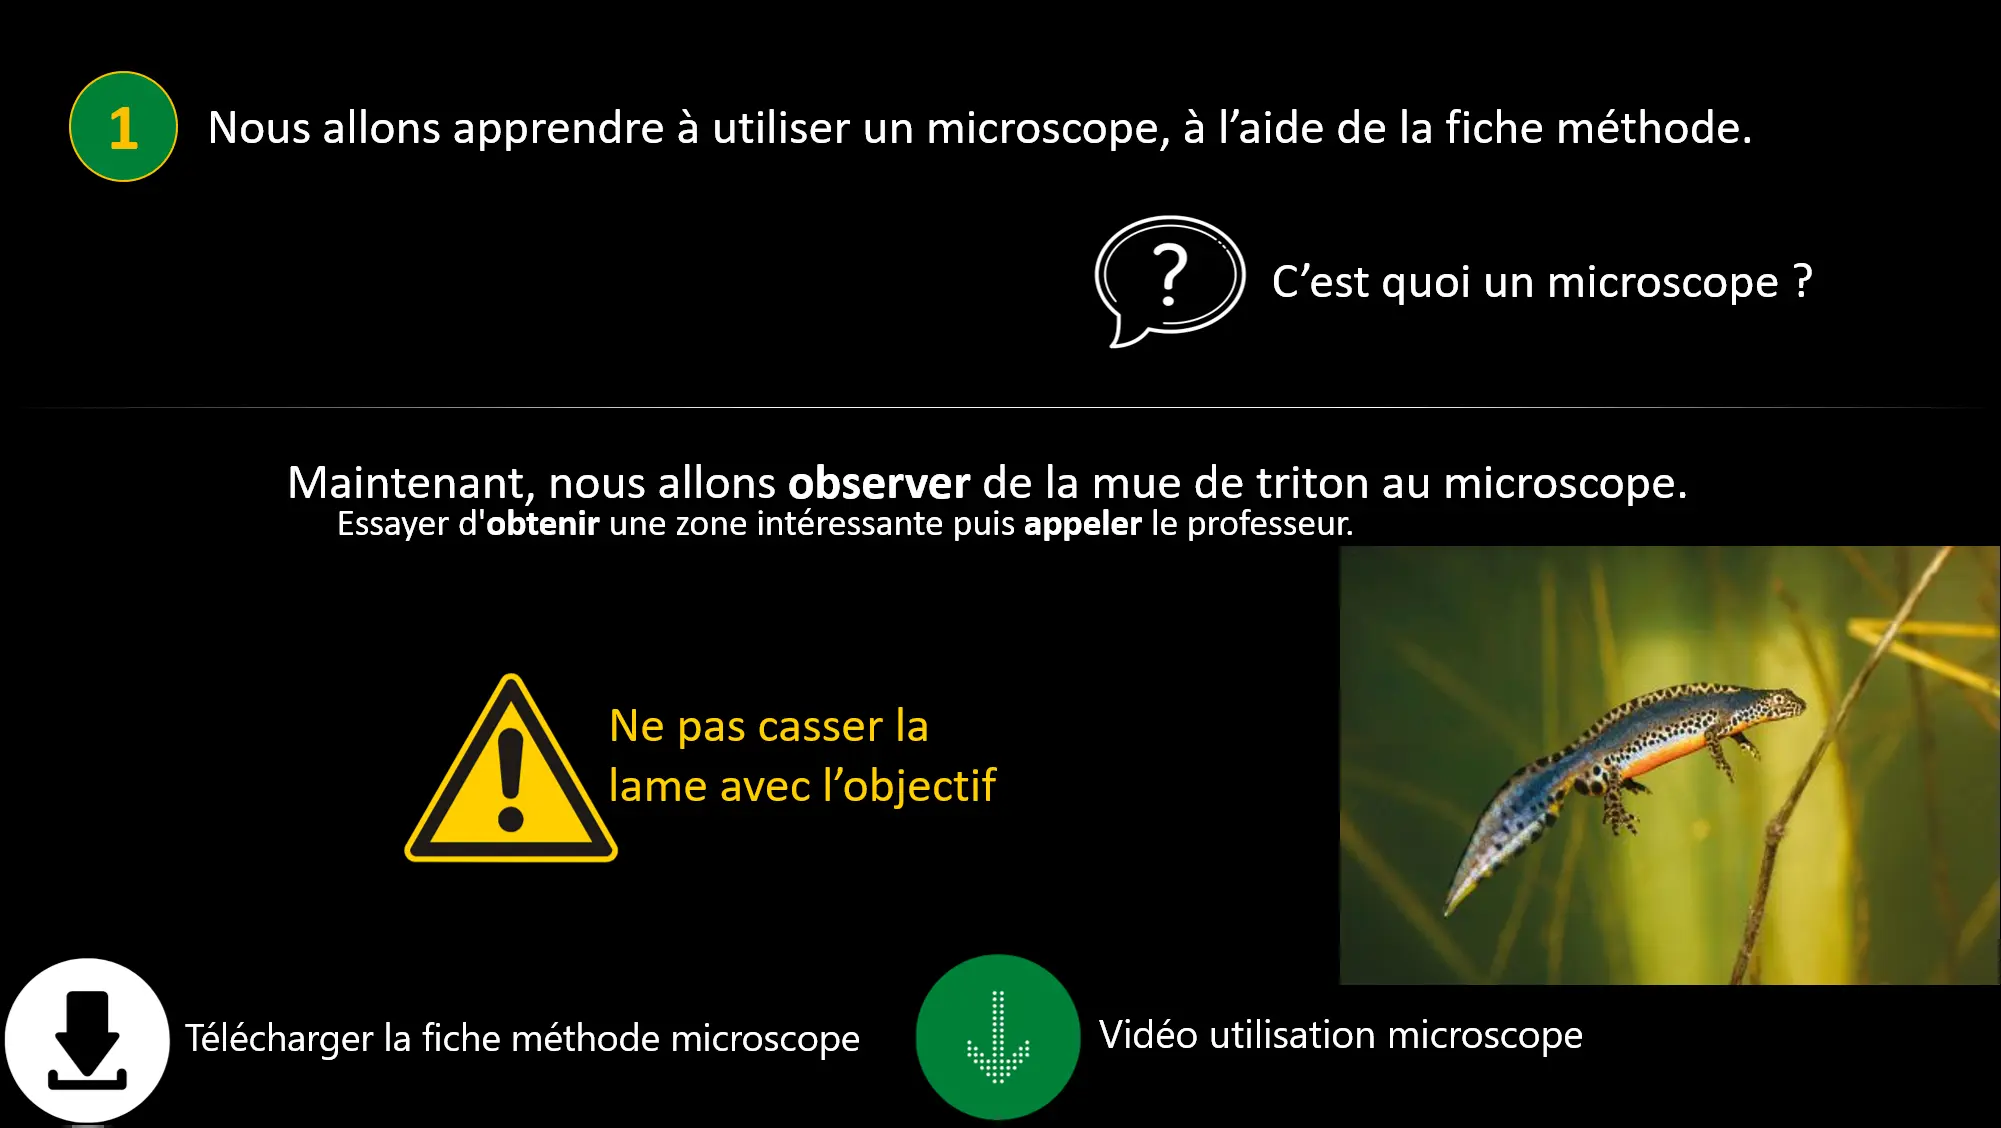 1
Nous allons apprendre à utiliser un microscope, à l’aide de la fiche méthode.
?
C’est quoi un microscope ?
Maintenant, nous allons observer de la mue de triton au microscope.
Essayer d'obtenir une zone intéressante puis appeler le professeur.
Ne pas casser la
lame avec l’objectif
Télécharger la fiche méthode microscope
Vidéo utilisation microscope